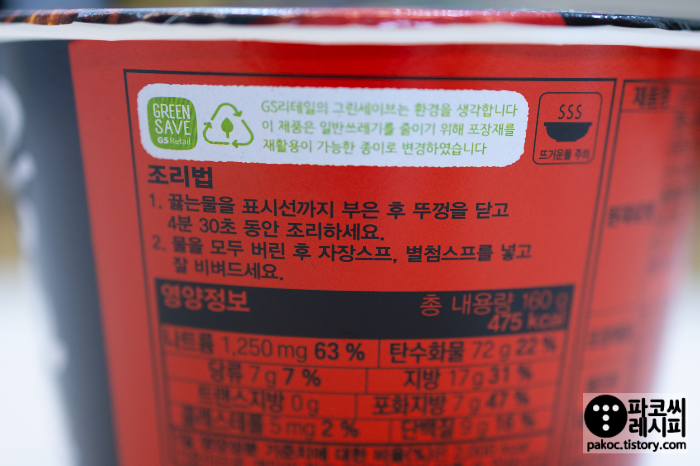 GREEN
SAVE
GS Retail
GS리테일의 그린세이브는 환경을 생각합니다
이 제품은 일반쓰레기를 줄이기 위해 포장재를
재활용이 가능한 종이로 변경하였습니다
SSS
뜨거운물 주의
제품명
조리법
1. 끓는물을 표시선까지 부은 후 뚜껑을 닫고
4분 30초 동안 조리하세요.
2. 물을 모두 버린 후 자장스프, 별첨스프를 넣고
잘 비벼드세요.
영양정보
총 내용량 160 g
475 kcal
나트륨 1,250 mg 63 % 탄수화물 72 g 22 %
당류 7 g 7 % 지방 17 g 31 %
트랜스지방 0 g 포화지방 7 g 47 %
콜레스테롤 5 mg 2 % 단백질 9 g 16 %
파코씨
레시피
pakoc.tistory.com